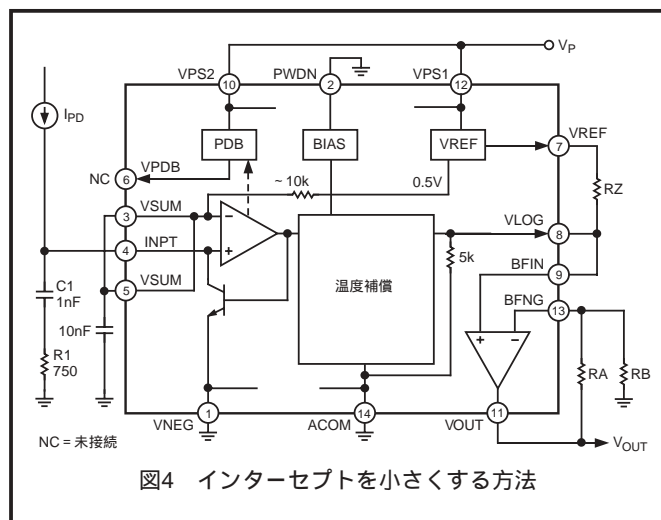 VP
VPS2
PWDN
VPS1
10
2
12
IPD
PDB
BIAS
VREF
VREF
7
NC
6
VPDB
~10k
0.5V
RZ
3
VSUM
−
VLOG
8
4
INPT
+
5k
BFIN
9
5
VSUM
C1
1nF
温度補償
BFNG
13
10nF
+
−
R1
750
RA
RB
VNEG
1
ACOM
14
VOUT
11
VOUT
NC = 未接続
図4 インターセプトを小さくする方法